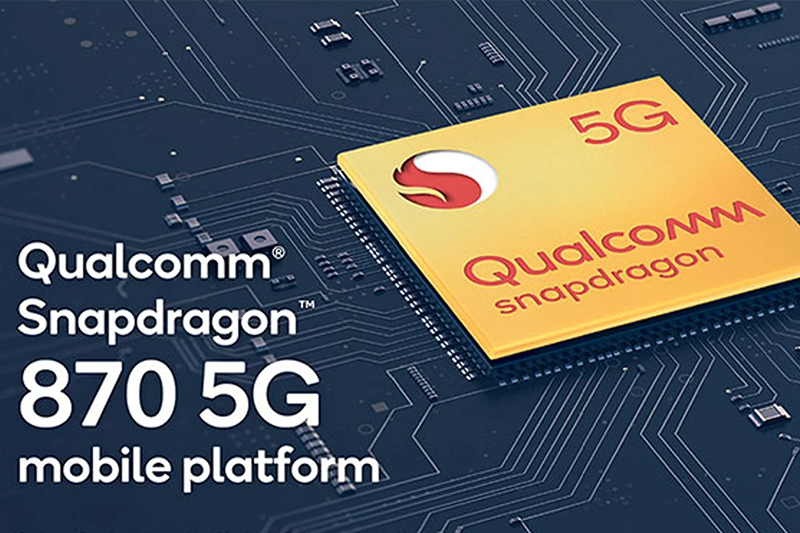 5G
Qualcomm
snapdragon
Qualcomm®
Snapdragon™
870 5G
mobile platform